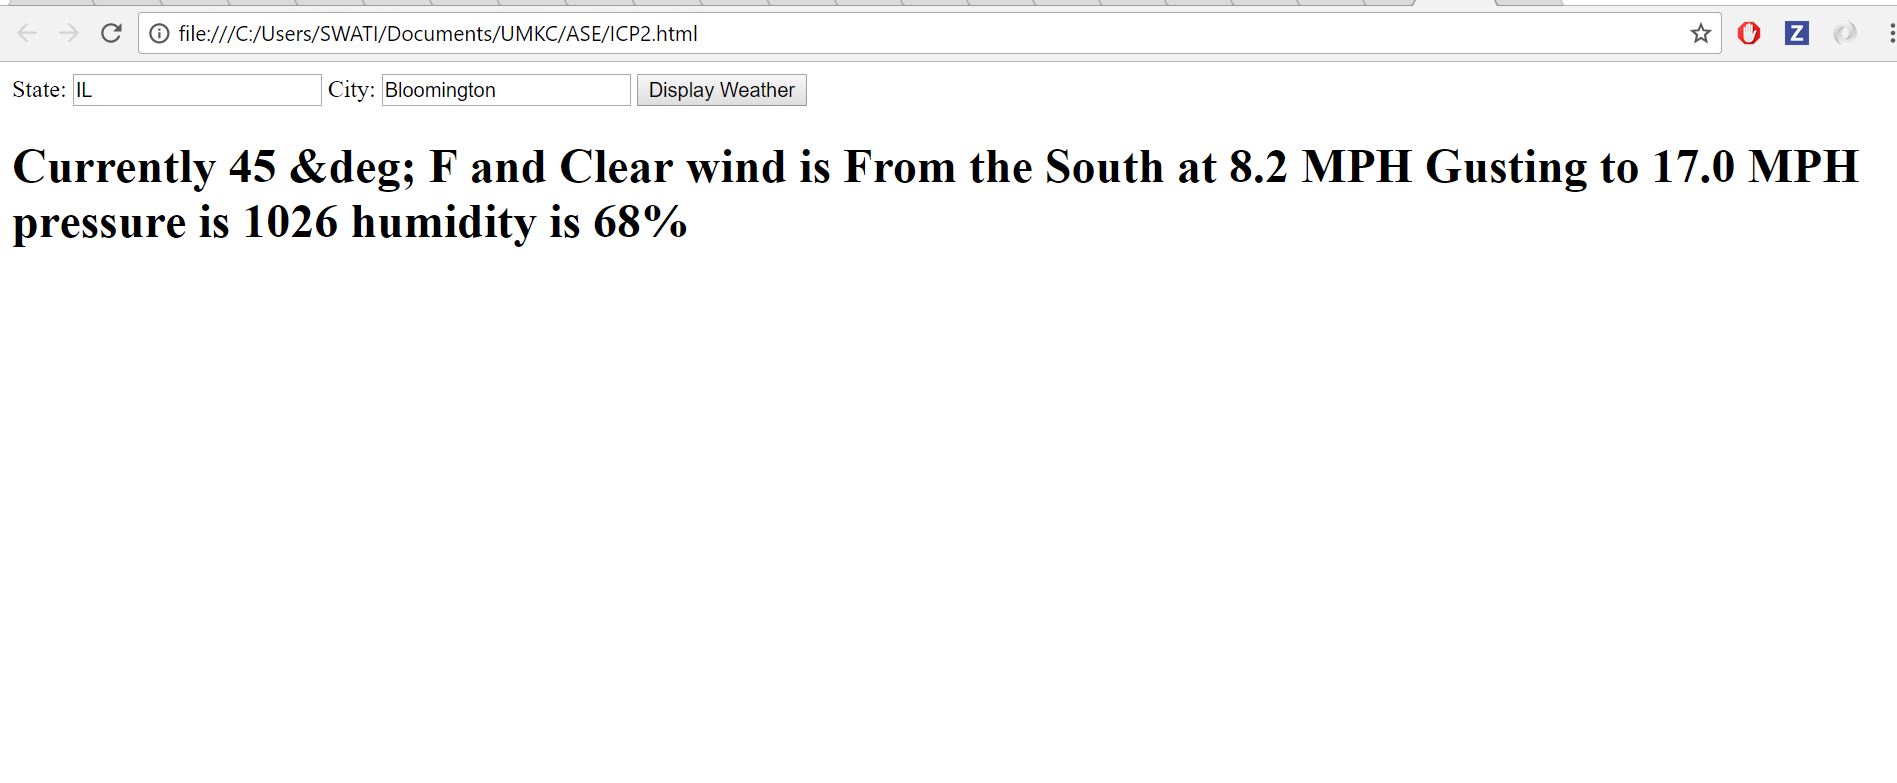 file:///C:/Users/SWATI/Documents/UMKC/ASE/ICP2.html
Z
State: IL City: Bloomington Display Weather
Currently 45 &deg; F and Clear wind is From the South at 8.2 MPH Gusting to 17.0 MPH
pressure is 1026 humidity is 68%